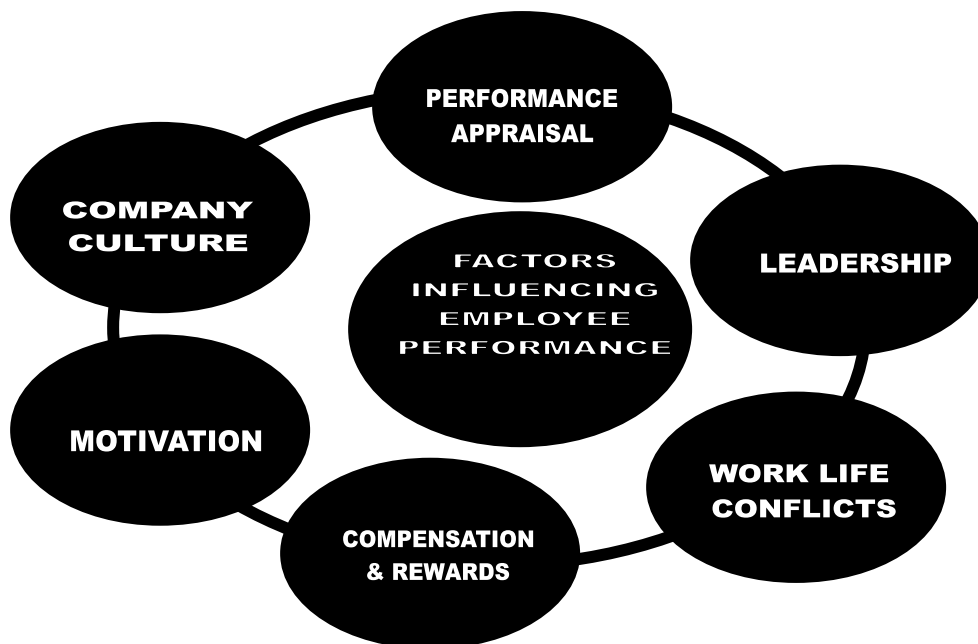 PERFORMANCE
APPRAISAL
COMPANY
CULTURE
LEADERSHIP
FACTORS
INFLUENCING
EMPLOYEE
PERFORMANCE
MOTIVATION
WORK LIFE
CONFLICTS
COMPENSATION
& REWARDS